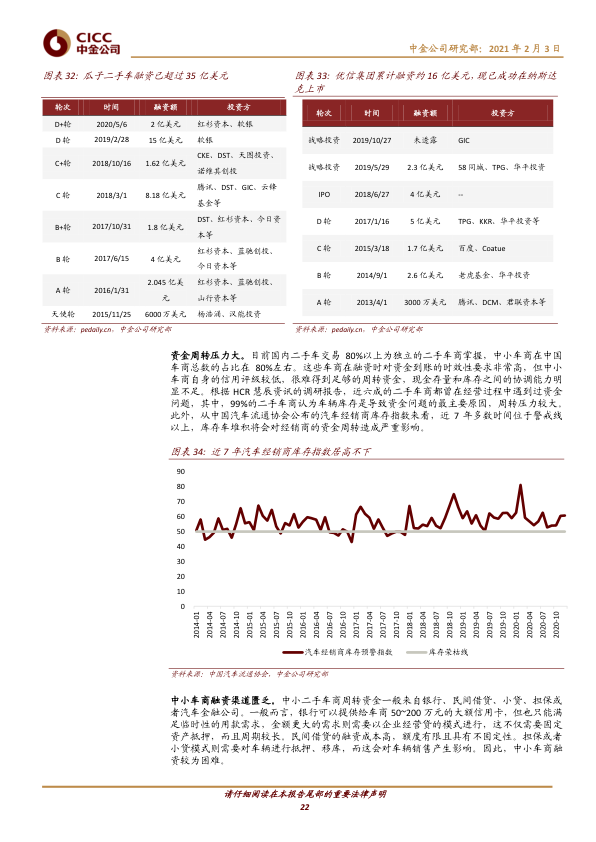 CICC
中金公司
中金公司研究部：2021 年 2 月 3 日
图表 32：瓜子二手车融资已超过 35 亿美元
轮次 时间 融资额 投资方
D+轮 2020/5/6 2 亿美元 红杉资本、软银
D 轮 2019/2/28 15 亿美元 软银
C+轮 2018/10/16 1.62 亿美元 CKE、DST、天图投资、
诺维其创投
C 轮 2018/3/1 8.18 亿美元 腾讯、DST、GIC、云锋
基金等
B+轮 2017/10/31 1.8 亿美元 DST、红杉资本、今日资
本等
B 轮 2017/6/15 4 亿美元 红杉资本、蓝驰创投、
今日资本等
A 轮 2016/1/31 2.045 亿美
元 红杉资本、蓝驰创投、
山行资本等
天使轮 2015/11/25 6000 万美元 杨浩涌、汉能投资
资料来源：pedaily.cn，中金公司研究部
图表 33：优信集团累计融资约 16 亿美元，现已成功在纳斯达
克上市
轮次 时间 融资额 投资方
战略投资 2019/10/27 未透露 GIC
战略投资 2019/5/29 2.3 亿美元 58 同城、TPG、华平投资
IPO 2018/6/27 4 亿美元 --
D 轮 2017/1/16 5 亿美元 TPG、KKR、华平投资等
C 轮 2015/3/18 1.7 亿美元 百度、Coatue
B 轮 2014/9/1 2.6 亿美元 老虎基金、华平投资
A 轮 2013/4/1 3000 万美元 腾讯、DCM、君联资本等
资料来源：pedaily.cn，中金公司研究部
资金周转压力大。目前国内二手车交易 80%以上为独立的二手车商掌握，中小车商在中国
车商总数的占比在 80%左右。这些车商在融资时对资金到账的时效性要求非常高，但中小
车商自身的信用评级较低，很难得到足够的周转资金，现金存量和库存之间的协调能力明
显不足。根据 HCR 慧辰资讯的调研报告，近六成的二手车商都曾在经营过程中遇到过资金
问题，其中，99%的二手车商认为车辆库存是导致资金问题的最主要原因，周转压力较大。
此外，从中国汽车流通协会公布的汽车经销商库存指数来看，近 7 年多数时间位于警戒线
以上，库存车堆积将会对经销商的资金周转造成严重影响。
图表 34：近 7 年汽车经销商库存指数居高不下
90
80
70
60
50
40
30
20
10
0
2014-01 2014-04 2014-07 2014-10 2015-01 2015-04 2015-07 2015-10 2016-01 2016-04 2016-07 2016-10 2017-01 2017-04 2017-07 2017-10 2018-01 2018-04 2018-07 2018-10 2019-01 2019-04 2019-07 2019-10 2020-01 2020-04 2020-07 2020-10
汽车经销商库存预警指数 库存荣枯线
资料来源：中国汽车流通协会，中金公司研究部
中小车商融资渠道匮乏。中小二手车商周转资金一般来自银行、民间借贷、小贷、担保或
者汽车金融公司。一般而言，银行可以提供给车商 50~200 万元的大额信用卡，但也只能满
足临时性的用款需求，金额更大的需求则需要以企业经营贷的模式进行，这不仅需要固定
资产抵押，而且周期较长。民间借贷的融资成本高，额度有限且具有不固定性。担保或者
小贷模式则需要对车辆进行抵押、移库，而这会对车辆销售产生影响。因此，中小车商融
资较为困难。
请仔细阅读在本报告尾部的重要法律声明
22